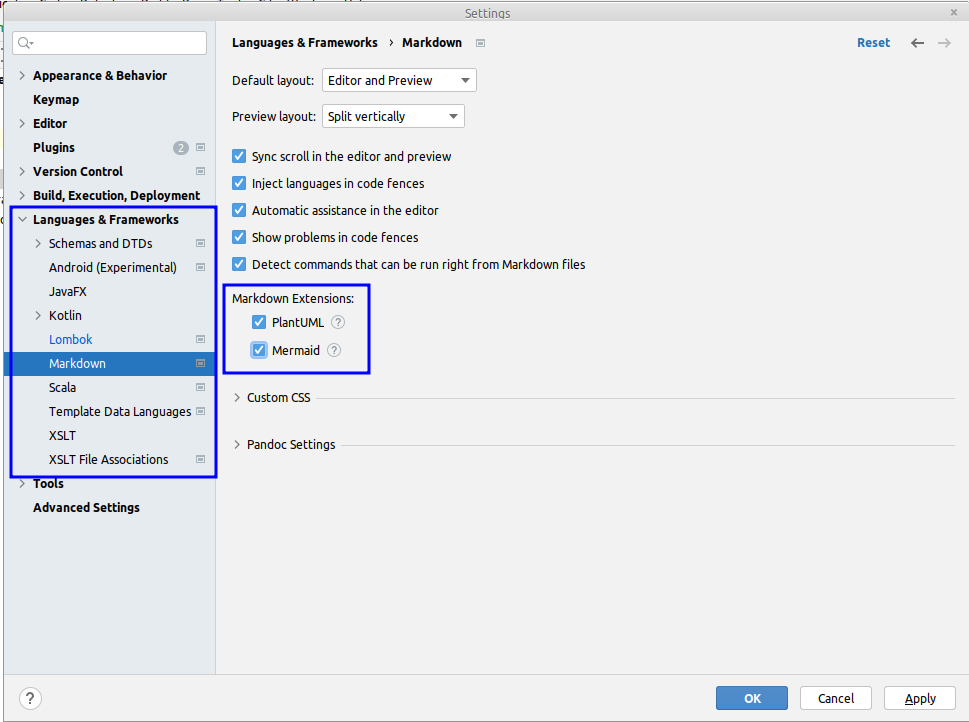 Settings
Languages & Frameworks › Markdown
Reset
Appearance & Behavior
Keymap
Editor
Plugins 2
Version Control
Build, Execution, Deployment
Languages & Frameworks
Schemas and DTDs
Android (Experimental)
JavaFX
Kotlin
Lombok
Markdown
Scala
Template Data Languages
XSLT
XSLT File Associations
Tools
Advanced Settings
Default layout: Editor and Preview
Preview layout: Split vertically
Sync scroll in the editor and preview
Inject languages in code fences
Automatic assistance in the editor
Show problems in code fences
Detect commands that can be run right from Markdown files
Markdown Extensions:
PlantUML ?
Mermaid ?
Custom CSS
Pandoc Settings
?
OK Cancel Apply